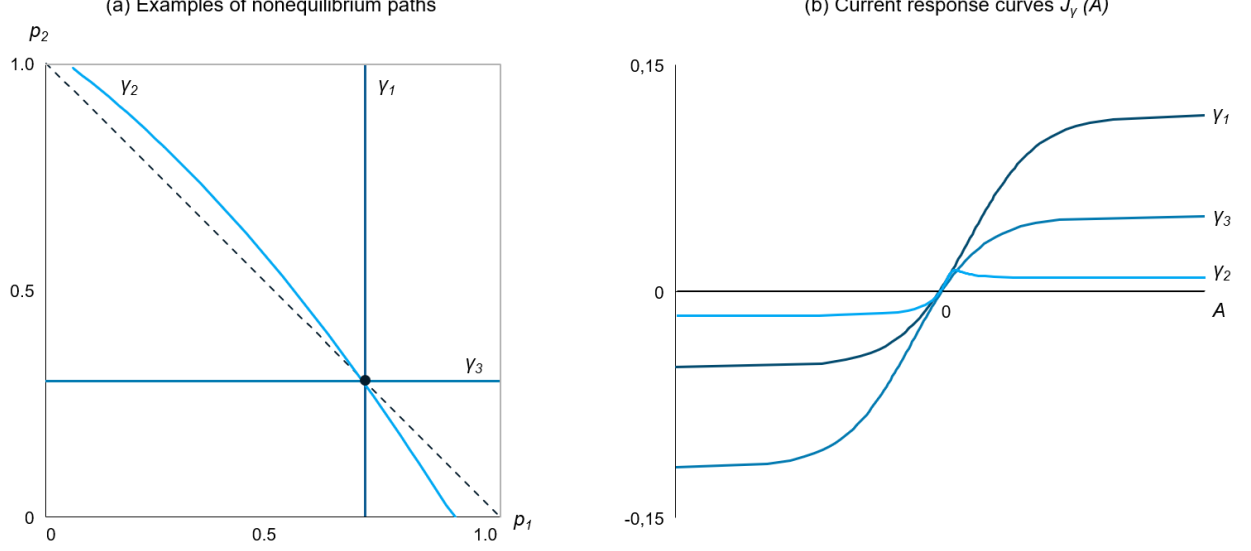 (a) Examples of nonequilibrium paths
p₂
1.0
γ₂
γ₁
0.5
γ₃
0
0
0.5
1.0
p₁
(b) Current response curves Jᵧ (A)
0,15
γ₁
γ₃
γ₂
0
0
A
-0,15